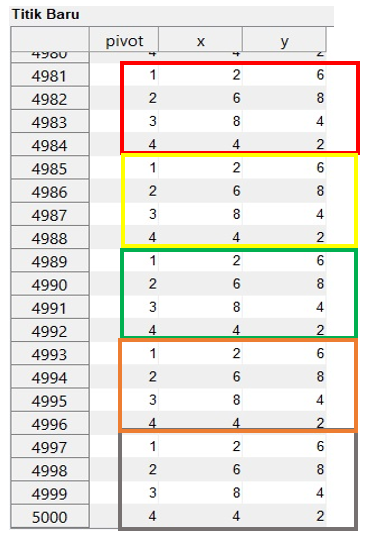 Titik Baru
pivot x y
4980 4 4 2
4981 1 2 6
4982 2 6 8
4983 3 8 4
4984 4 4 2
4985 1 2 6
4986 2 6 8
4987 3 8 4
4988 4 4 2
4989 1 2 6
4990 2 6 8
4991 3 8 4
4992 4 4 2
4993 1 2 6
4994 2 6 8
4995 3 8 4
4996 4 4 2
4997 1 2 6
4998 2 6 8
4999 3 8 4
5000 4 4 2